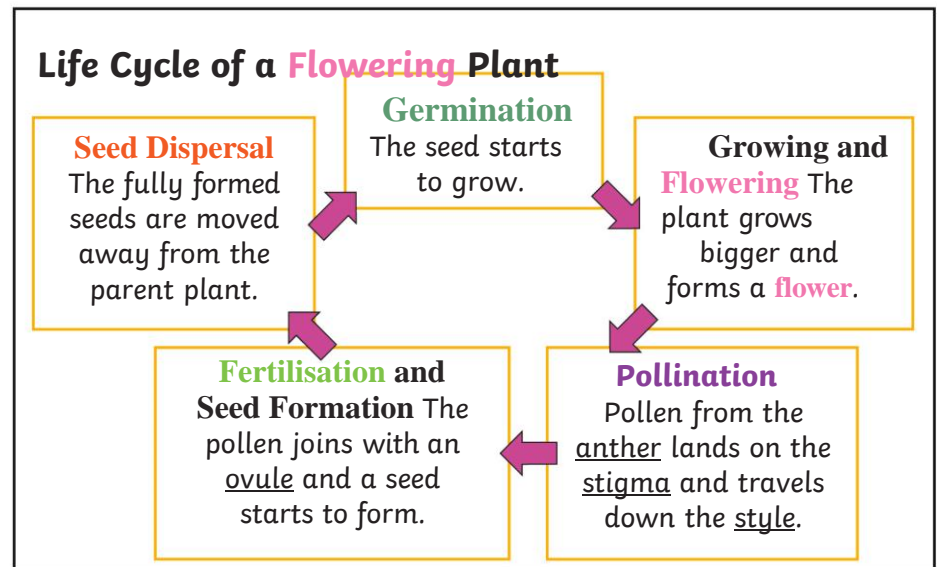 Life Cycle of a Flowering Plant
Germination
The seed starts
to grow.
Growing and
Flowering The
plant grows
bigger and
forms a flower.
Pollination
Pollen from the
anther lands on the
stigma and travels
down the style.
Fertilisation and
Seed Formation The
pollen joins with an
ovule and a seed
starts to form.
Seed Dispersal
The fully formed
seeds are moved
away from the
parent plant.